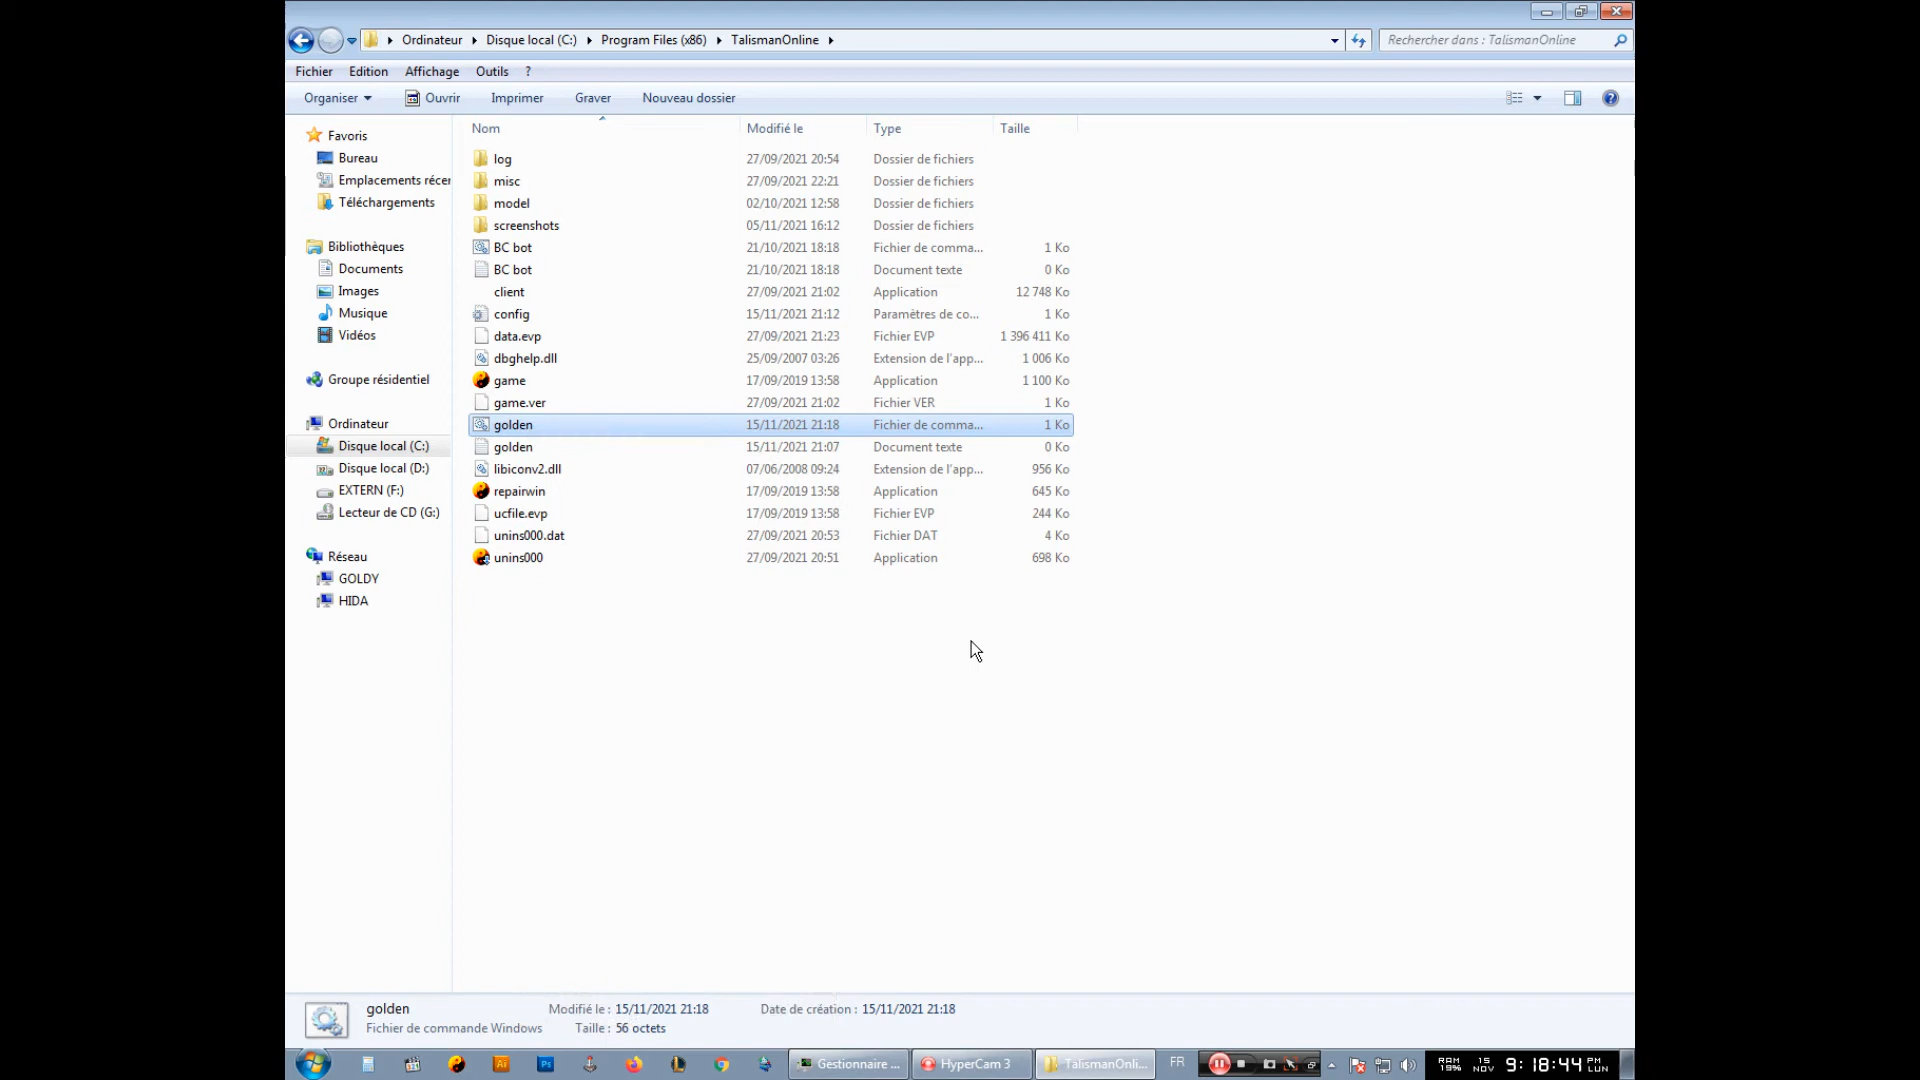 Ordinateur Disque local (C:) Program Files (x86) TalismanOnline Rechercher dans : TalismanOnline
Fichier Edition Affichage Outils ?
Organiser Ouvrir Imprimer Graver Nouveau dossier
Nom Modifié le Type Taille
Favoris
Bureau
Emplacements récen
Téléchargements
Bibliothèques
Documents
Images
Musique
Vidéos
Groupe résidentiel
Ordinateur
Disque local (C:)
Disque local (D:)
EXTERN (F:)
Lecteur de CD (G:)
Réseau
GOLDY
HIDA
log 27/09/2021 20:54 Dossier de fichiers
misc 27/09/2021 22:21 Dossier de fichiers
model 02/10/2021 12:58 Dossier de fichiers
screenshots 05/11/2021 16:12 Dossier de fichiers
BC bot 21/10/2021 18:18 Fichier de comma... 1 Ko
BC bot 21/10/2021 18:18 Document texte 0 Ko
client 27/09/2021 21:02 Application 12 748 Ko
config 15/11/2021 21:12 Paramètres de co... 1 Ko
data.evp 27/09/2021 21:23 Fichier EVP 1 396 411 Ko
dbghelp.dll 25/09/2007 03:26 Extension de l'app... 1 006 Ko
game 17/09/2019 13:58 Application 1 100 Ko
game.ver 27/09/2021 21:02 Fichier VER 1 Ko
golden 15/11/2021 21:18 Fichier de comma... 1 Ko
golden 15/11/2021 21:07 Document texte 0 Ko
libiconv2.dll 07/06/2008 09:24 Extension de l'app... 956 Ko
repairwin 17/09/2019 13:58 Application 645 Ko
ucfile.evp 17/09/2019 13:58 Fichier EVP 244 Ko
unins000.dat 27/09/2021 20:53 Fichier DAT 4 Ko
unins000 27/09/2021 20:51 Application 698 Ko
golden Modifié le : 15/11/2021 21:18 Date de création : 15/11/2021 21:18
Fichier de commande Windows Taille : 56 octets
Ai Ps Gestionnaire ... HyperCam 3 TalismanOnli... FR RAM 19% 15 NOV 9:18:44 PM LUN